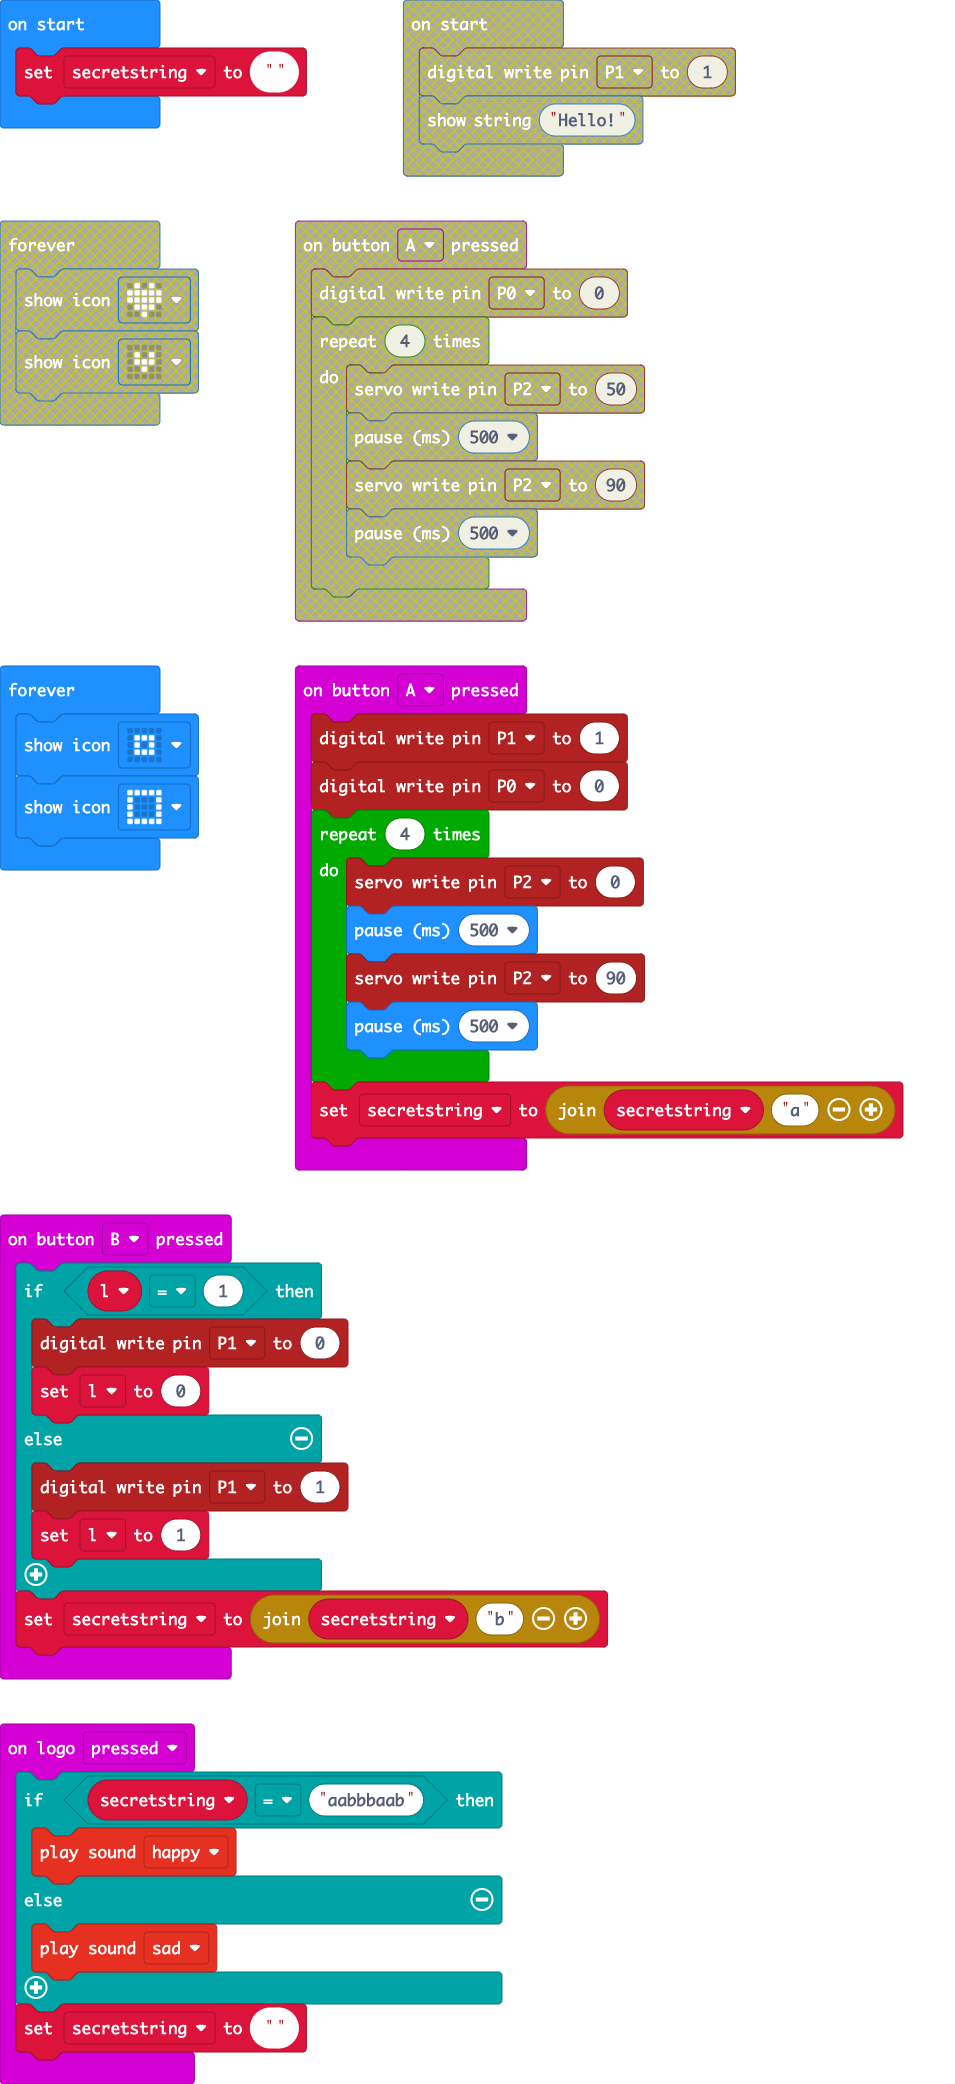 on start
set secretstring to " "
on start
digital write pin P1 to 1
show string "Hello!"
forever
show icon
show icon
on button A pressed
digital write pin P0 to 0
repeat 4 times
do
servo write pin P2 to 50
pause (ms) 500
servo write pin P2 to 90
pause (ms) 500
forever
show icon
show icon
on button A pressed
digital write pin P1 to 1
digital write pin P0 to 0
repeat 4 times
do
servo write pin P2 to 0
pause (ms) 500
servo write pin P2 to 90
pause (ms) 500
set secretstring to join secretstring "a"
on button B pressed
if l = 1 then
digital write pin P1 to 0
set l to 0
else
digital write pin P1 to 1
set l to 1
set secretstring to join secretstring "b"
on logo pressed
if secretstring = "aabbbaab" then
play sound happy
else
play sound sad
set secretstring to " "